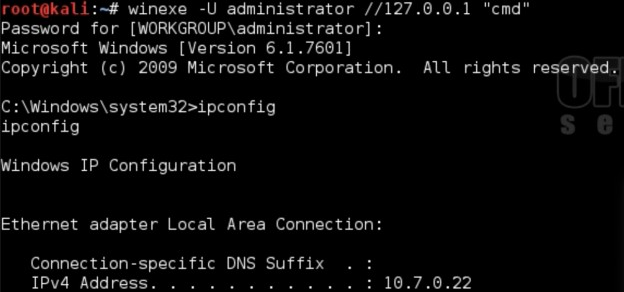 root@kali:~# winexe -U administrator //127.0.0.1 "cmd"
Password for [WORKGROUP\administrator]:
Microsoft Windows [Version 6.1.7601]
Copyright (c) 2009 Microsoft Corporation.  All rights reserved.
C:\Windows\system32>ipconfig
ipconfig
Windows IP Configuration
Ethernet adapter Local Area Connection:
   Connection-specific DNS Suffix  . :
   IPv4 Address. . . . . . . . . . . : 10.7.0.22